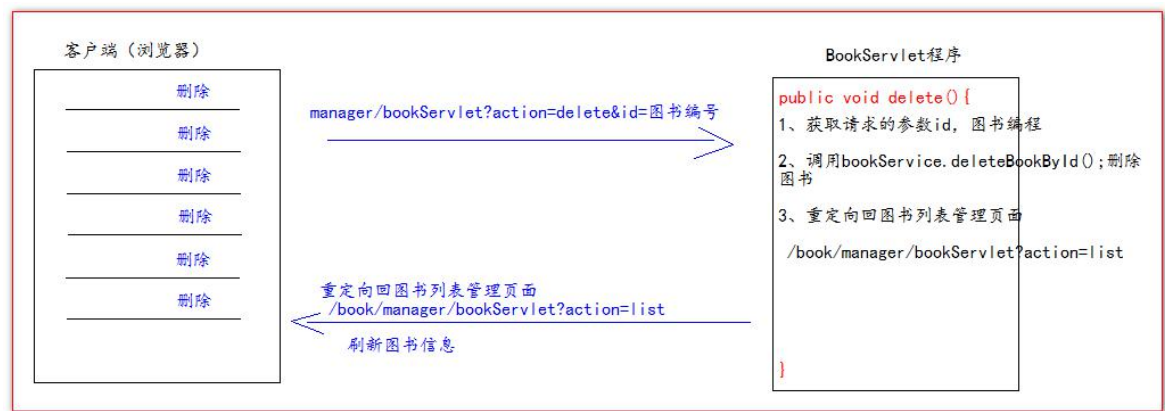 客户端（浏览器）
删除
删除
删除
删除
删除
删除
manager/bookServlet?action=delete&id=图书编号
重定向回图书列表管理页面
/book/manager/bookServlet?action=list
刷新图书信息
BookServlet程序
public void delete(){
1、获取请求的参数id, 图书编程
2、调用bookService.deleteBookById();删除
图书
3、重定向回图书列表管理页面
/book/manager/bookServlet?action=list
}